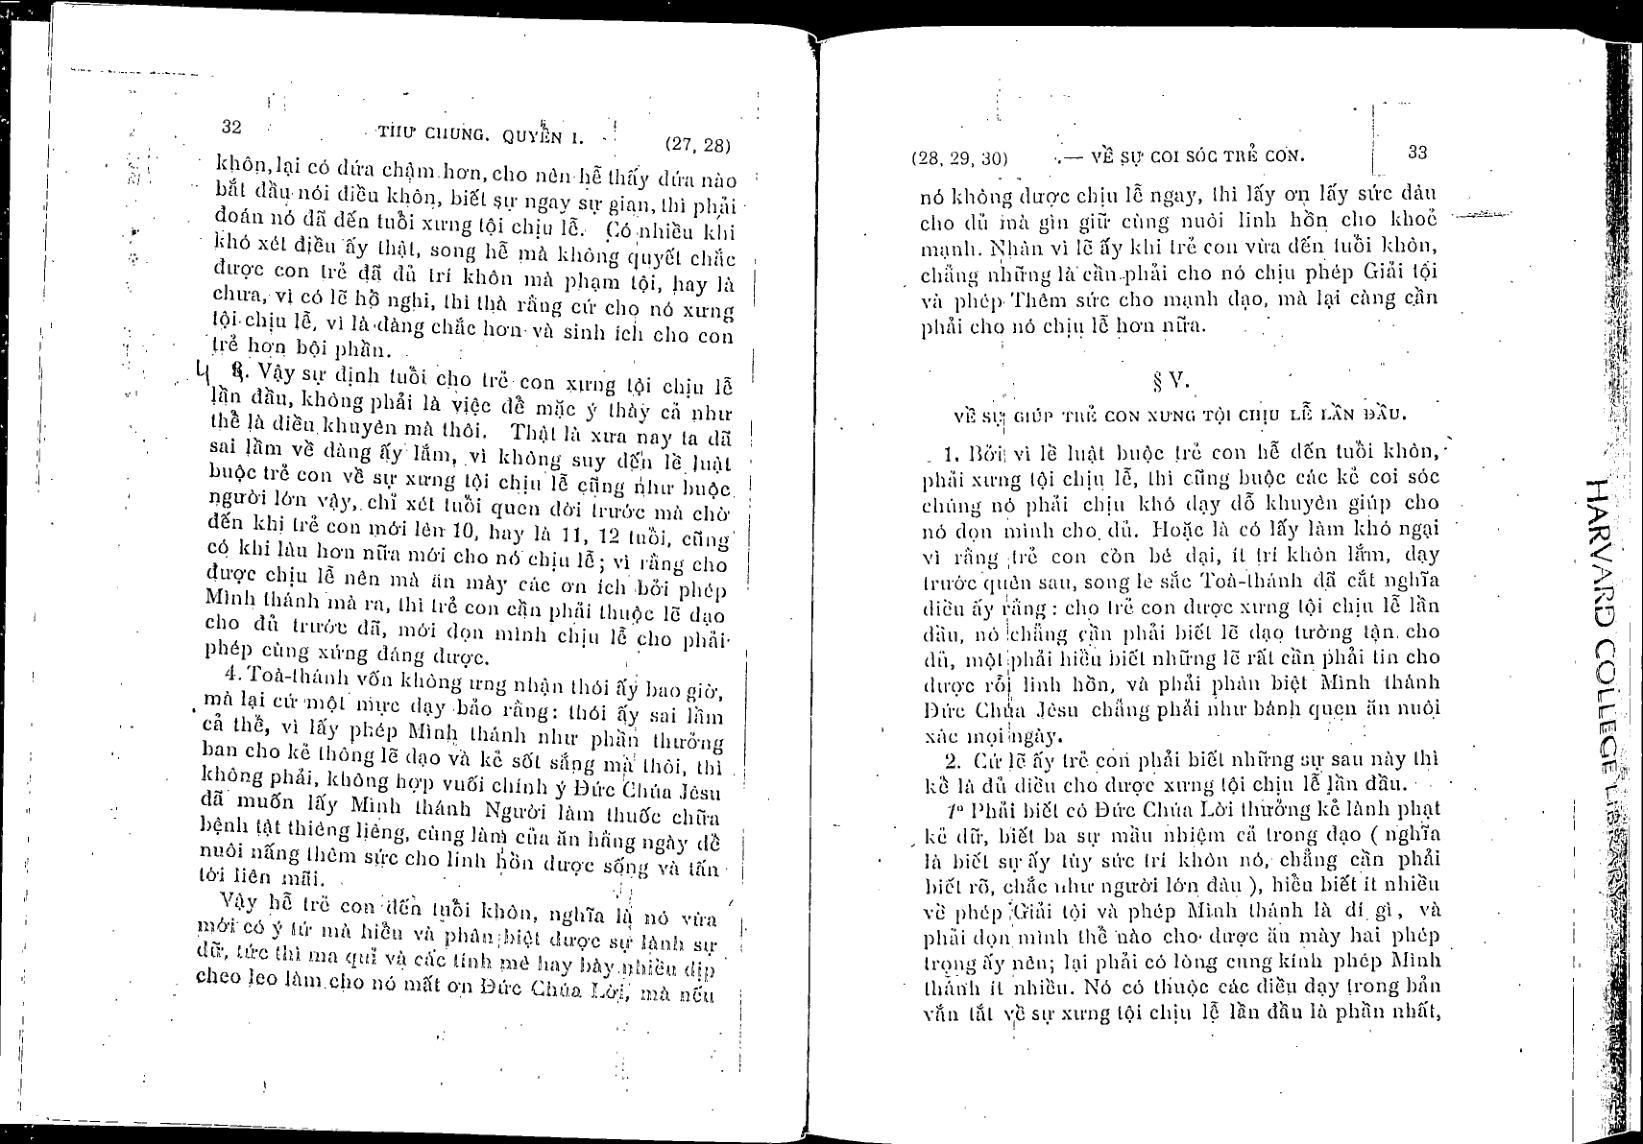 32 THƯ CHUNG. QUYỂN I. (27, 28)
khôn, lại có đứa chậm hơn, cho nên hễ thấy đứa nào
bắt đầu nói điều khôn, biết sự ngay sự gian, thì phải
đoán nó đã đến tuổi xưng tội chịu lễ. Có nhiều khi
khó xét điều ấy thật, song hễ mà không quyết chắc
được con trẻ đã đủ trí khôn mà phạm tội, hay là
chưa, vì có lẽ hồ nghi, thì thà rằng cứ cho nó xưng
tội chịu lễ, vì là đàng chắc hơn và sinh ích cho con
trẻ hơn bội phần.
4 3. Vậy sự định tuổi cho trẻ con xưng tội chịu lễ
lần đầu, không phải là việc để mặc ý thày cả như
thể là điều khuyên mà thôi. Thật là xưa nay ta đã
sai lầm về đàng ấy lắm, vì không suy đến lề luật
buộc trẻ con về sự xưng tội chịu lễ cũng như buộc
người lớn vậy, chỉ xét tuổi quen đời trước mà chờ
đến khi trẻ con mới lên 10, hay là 11, 12 tuổi, cũng
có khi lâu hơn nữa mới cho nó chịu lễ; vì rằng cho
được chịu lễ nên mà ăn mày các ơn ích bởi phép
Mình thánh mà ra, thì trẻ con cần phải thuộc lẽ đạo
cho đủ trước đã, mới dọn mình chịu lễ cho phải
phép cùng xứng đáng được.
4. Toà-thánh vốn không ưng nhận thói ấy bao giờ,
mà lại cứ một mực dạy bảo rằng: thói ấy sai lầm
cả thể, vì lấy phép Mình thánh như phần thưởng
ban cho kẻ thông lẽ đạo và kẻ sốt sắng mà thôi, thì
không phải, không hợp vuối chính ý Đức Chúa Jêsu
đã muốn lấy Mình thánh Người làm thuốc chữa
bệnh tật thiêng liêng, cùng làm của ăn hằng ngày để
nuôi nấng thêm sức cho linh hồn được sống và tấn
tới liên mãi.
Vậy hễ trẻ con đến tuổi khôn, nghĩa là nó vừa
mới có ý tứ mà hiểu và phân biệt được sự lành sự
dữ, tức thì ma quỉ và các tính mê hay bày nhiều dịp
cheo leo làm cho nó mất ơn Đức Chúa Lời, mà nếu
(28, 29, 30) — VỀ SỰ COI SÓC TRẺ CON. 33
nó không được chịu lễ ngay, thì lấy ơn lấy sức đâu
cho đủ mà gìn giữ cùng nuôi linh hồn cho khoẻ
mạnh. Nhân vì lẽ ấy khi trẻ con vừa đến tuổi khôn,
chẳng những là cần phải cho nó chịu phép Giải tội
và phép Thêm sức cho mạnh đạo, mà lại càng cần
phải cho nó chịu lễ hơn nữa.
§ V.
VỀ SỰ GIÚP TRẺ CON XƯNG TỘI CHỊU LỄ LẦN ĐẦU.
1. Bởi vì lề luật buộc trẻ con hễ đến tuổi khôn,
phải xưng tội chịu lễ, thì cũng buộc các kẻ coi sóc
chúng nó phải chịu khó dạy dỗ khuyên giúp cho
nó dọn mình cho đủ. Hoặc là có lấy làm khó ngại
vì rằng trẻ con còn bé dại, ít trí khôn lắm, dạy
trước quên sau, song le sắc Toà-thánh đã cắt nghĩa
điều ấy rằng: cho trẻ con được xưng tội chịu lễ lần
đầu, nó chẳng cần phải biết lẽ đạo tường tận cho
đủ, một phải hiểu biết những lẽ rất cần phải tin cho
được rỗi linh hồn, và phải phân biệt Mình thánh
Đức Chúa Jêsu chẳng phải như bánh quen ăn nuôi
xác mọi ngày.
2. Cứ lẽ ấy trẻ con phải biết những sự sau này thì
kể là đủ điều cho được xưng tội chịu lễ lần đầu.
1º Phải biết có Đức Chúa Lời thưởng kẻ lành phạt
kẻ dữ, biết ba sự mầu nhiệm cả trong đạo ( nghĩa
là biết sự ấy tùy sức trí khôn nó, chẳng cần phải
biết rõ, chắc như người lớn đâu ), hiểu biết ít nhiều
về phép Giải tội và phép Mình thánh là đí gì, và
phải dọn mình thể nào cho được ăn mày hai phép
trọng ấy nên; lại phải có lòng cung kính phép Mình
thánh ít nhiều. Nó có thuộc các điều dạy trong bản
vắn tắt về sự xưng tội chịu lễ lần đầu là phần nhất,
HARVARD COLLEGE LIBRARY